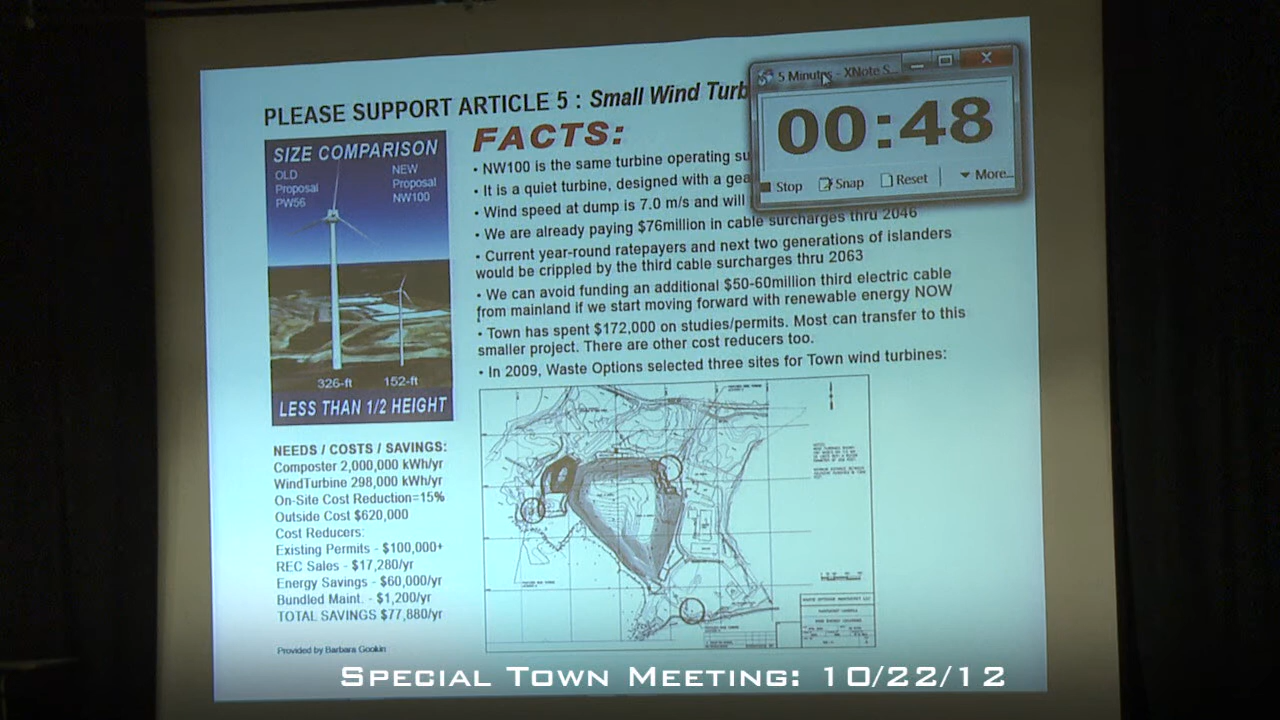 PLEASE SUPPORT ARTICLE 5 : Small Wind Turb
5 Minutes - XNote S...
00:48
Stop
Snap
Reset
More...
SIZE COMPARISON
OLD
Proposal
PW56
NEW
Proposal
NW100
326-ft
152-ft
LESS THAN 1/2 HEIGHT
FACTS:
• NW100 is the same turbine operating su
• It is a quiet turbine, designed with a gea
• Wind speed at dump is 7.0 m/s and will
• We are already paying $76million in cable surcharges thru 2046
• Current year-round ratepayers and next two generations of islanders
would be crippled by the third cable surcharges thru 2063
• We can avoid funding an additional $50-60million third electric cable
from mainland if we start moving forward with renewable energy NOW
• Town has spent $172,000 on studies/permits. Most can transfer to this
smaller project. There are other cost reducers too.
• In 2009, Waste Options selected three sites for Town wind turbines:
NEEDS / COSTS / SAVINGS:
Composter 2,000,000 kWh/yr
WindTurbine 298,000 kWh/yr
On-Site Cost Reduction=15%
Outside Cost $620,000
Cost Reducers:
Existing Permits - $100,000+
REC Sales - $17,280/yr
Energy Savings - $60,000/yr
Bundled Maint. - $1,200/yr
TOTAL SAVINGS $77,880/yr
Provided by Barbara Gookin
SPECIAL TOWN MEETING: 10/22/12